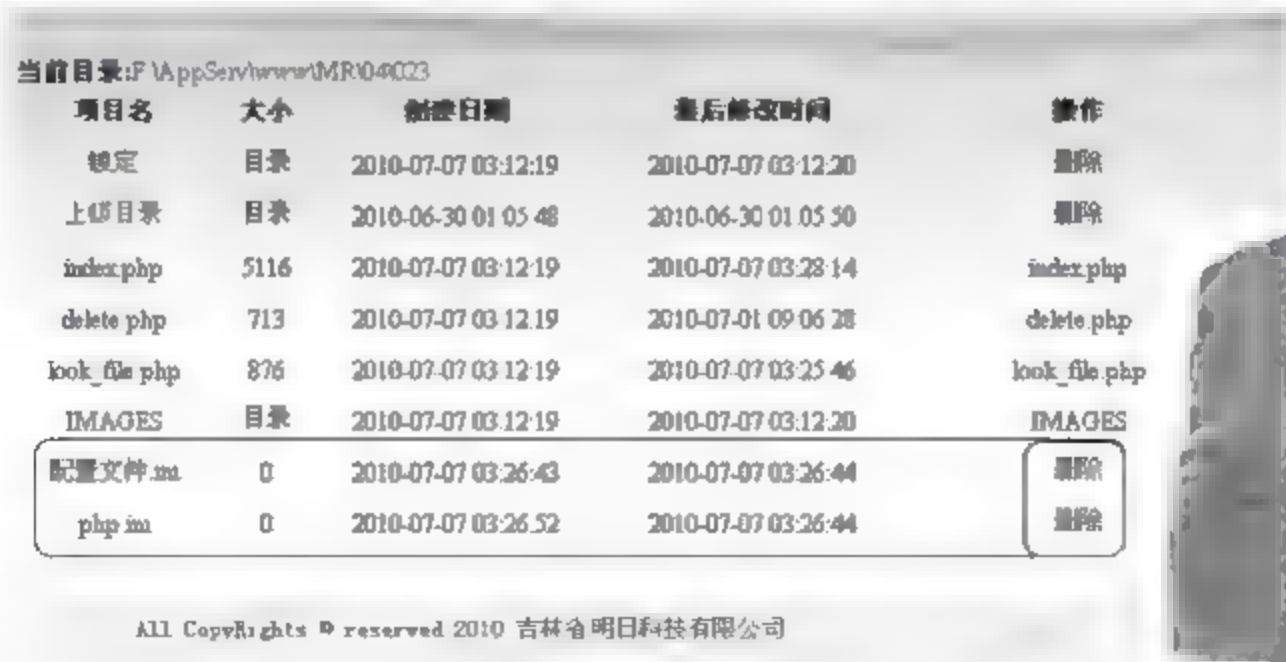 当前目录:F:\AppServ\www\MR\04\023
项目名 大小 创建日期 最后修改时间 操作
锁定 目录 2010-07-07 03:12:19 2010-07-07 03:12:20 删除
上级目录 目录 2010-06-30 01:05:48 2010-06-30 01:05:50 删除
index.php 5116 2010-07-07 03:12:19 2010-07-07 03:28:14 index.php
delete.php 713 2010-07-07 03:12:19 2010-07-01 09:06:28 delete.php
look_file.php 876 2010-07-07 03:12:19 2010-07-07 03:25:46 look_file.php
IMAGES 目录 2010-07-07 03:12:19 2010-07-07 03:12:20 IMAGES
配置文件.ini 0 2010-07-07 03:26:43 2010-07-07 03:26:44 删除
php.ini 0 2010-07-07 03:26:52 2010-07-07 03:26:44 删除
All CopyRights © reserved 2010 吉林省明日科技有限公司